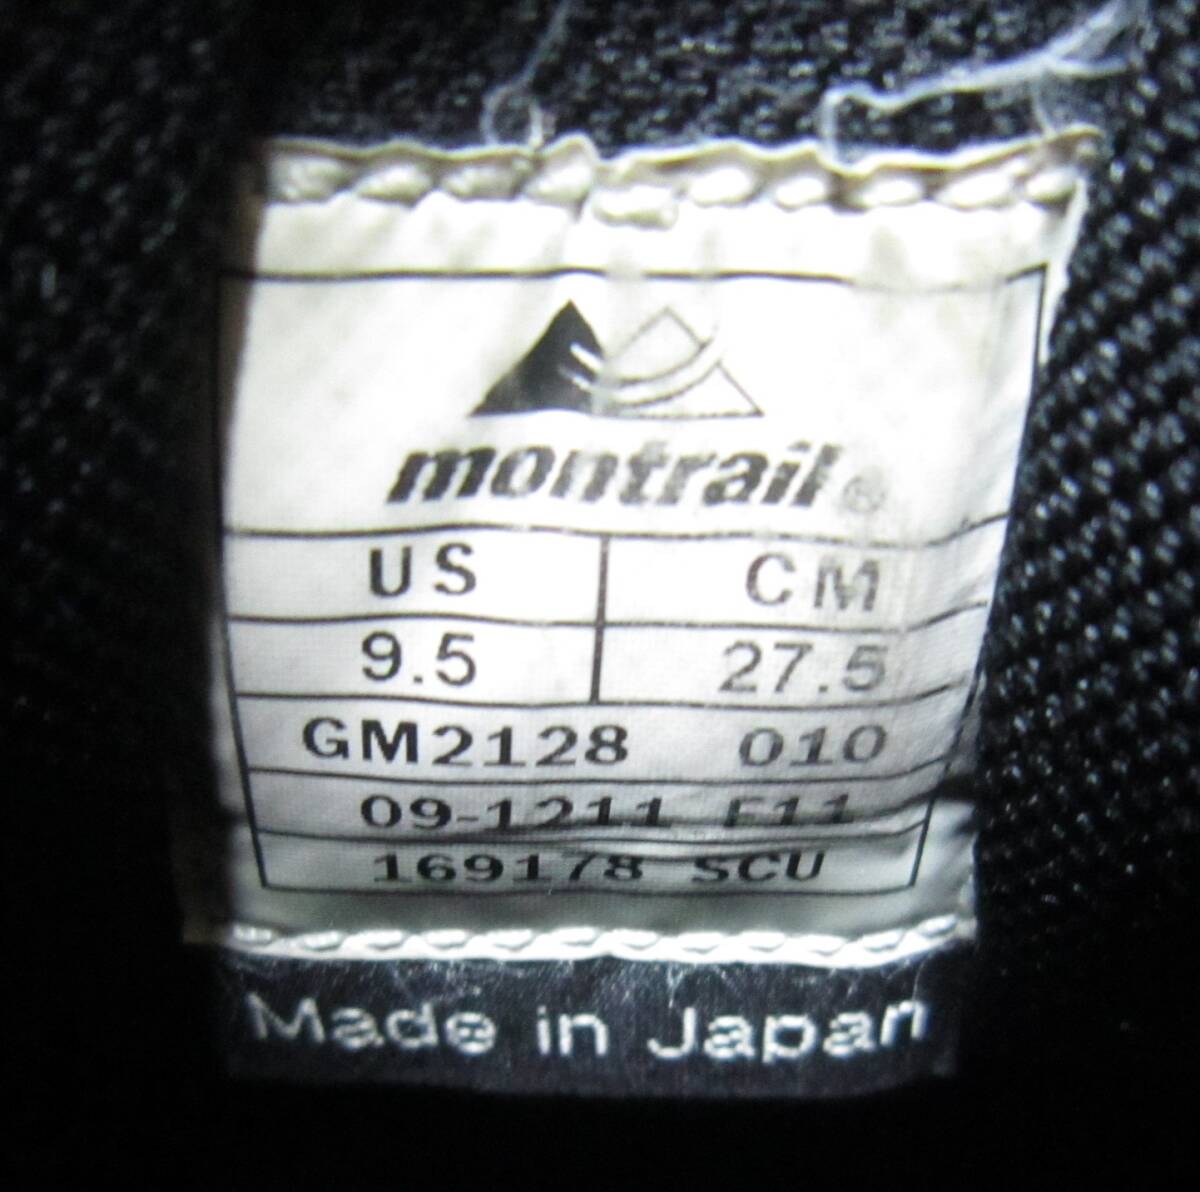 montrail®
US CM
9.5 27.5
GM2128 010
09-1211 F11
169178 SCU
Made in Japan